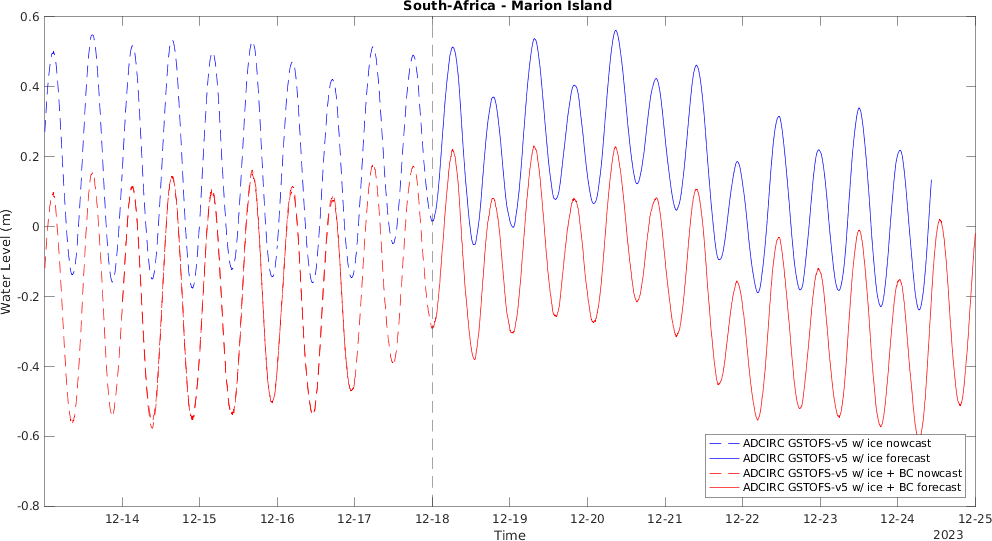 South-Africa - Marion Island
0.6
0.4
0.2
0
-0.2
-0.4
-0.6
-0.8
Water Level (m)
ADCIRC GSTOFS-v5 w/ ice nowcast
ADCIRC GSTOFS-v5 w/ ice forecast
ADCIRC GSTOFS-v5 w/ ice + BC nowcast
ADCIRC GSTOFS-v5 w/ ice + BC forecast
12-14 12-15 12-16 12-17 12-18 12-19 12-20 12-21 12-22 12-23 12-24 12-25
Time
2023